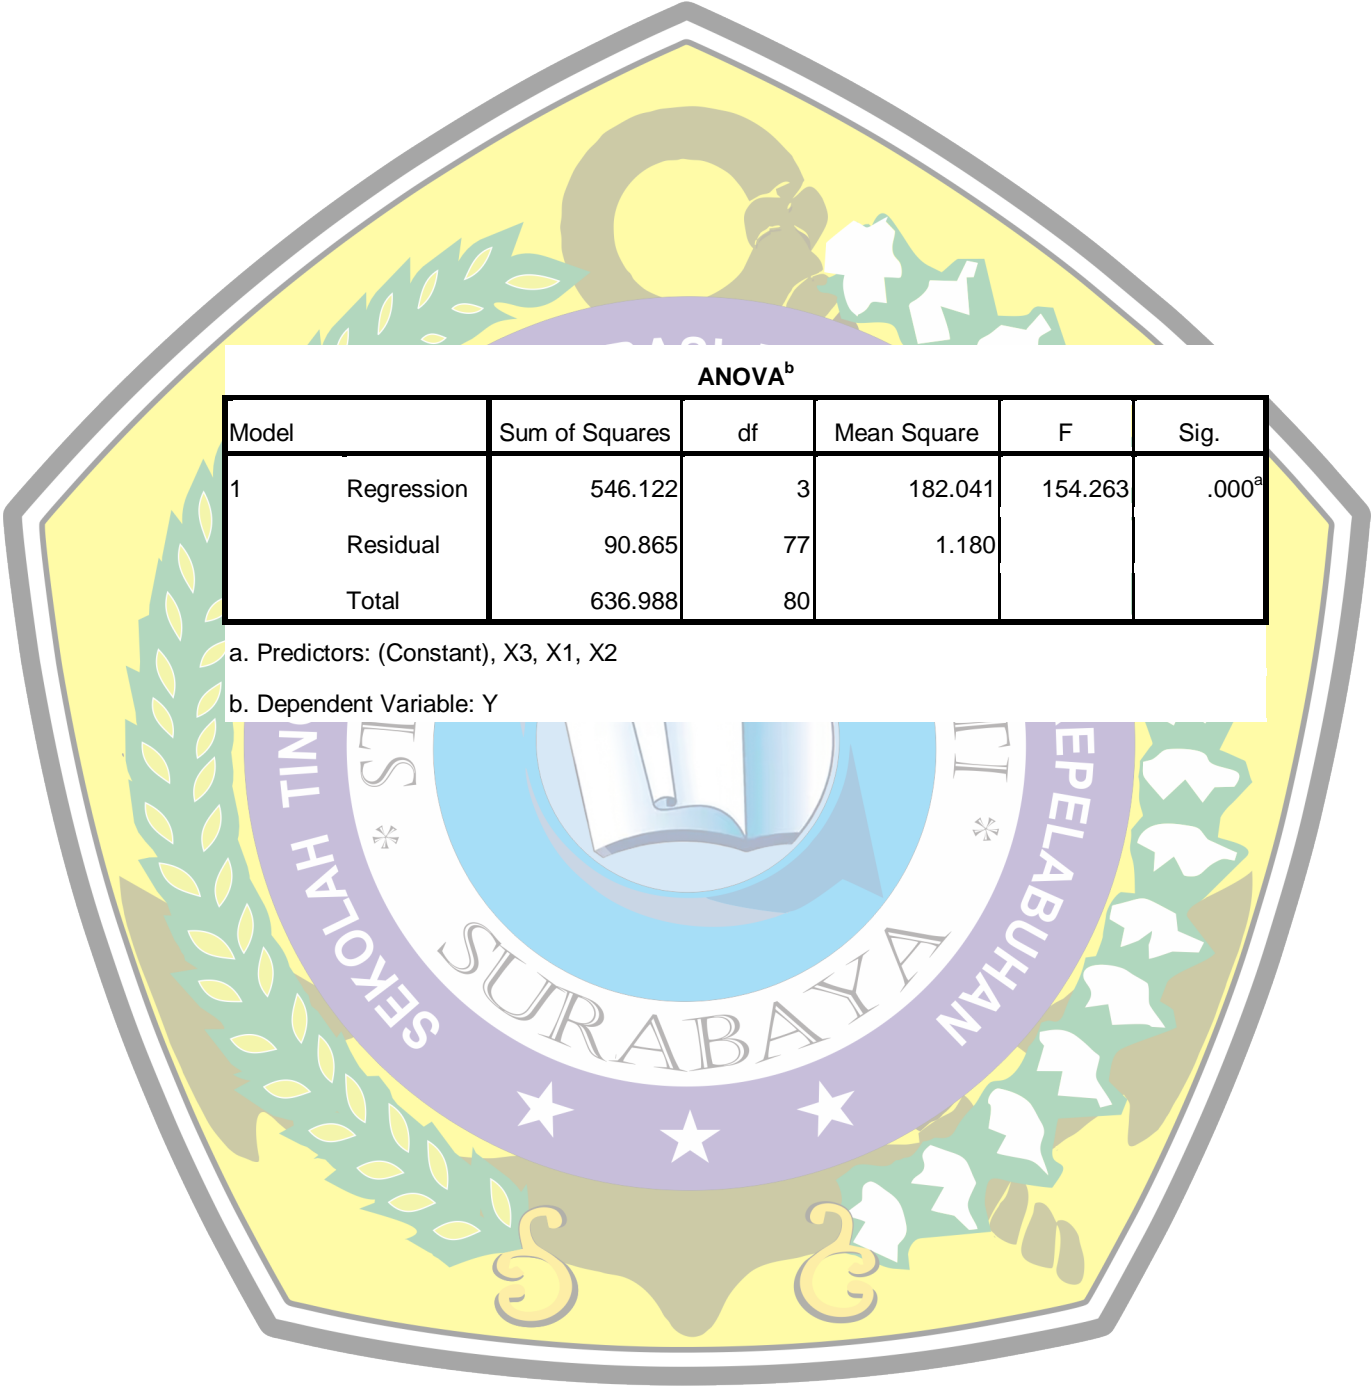 ANOVAb
Model Sum of Squares df Mean Square F Sig.
1 Regression 546.122 3 182.041 154.263 .000a
Residual 90.865 77 1.180
Total 636.988 80
a. Predictors: (Constant), X3, X1, X2
b. Dependent Variable: Y
SEKOLAH
EPELABUHAN
SURABAYA